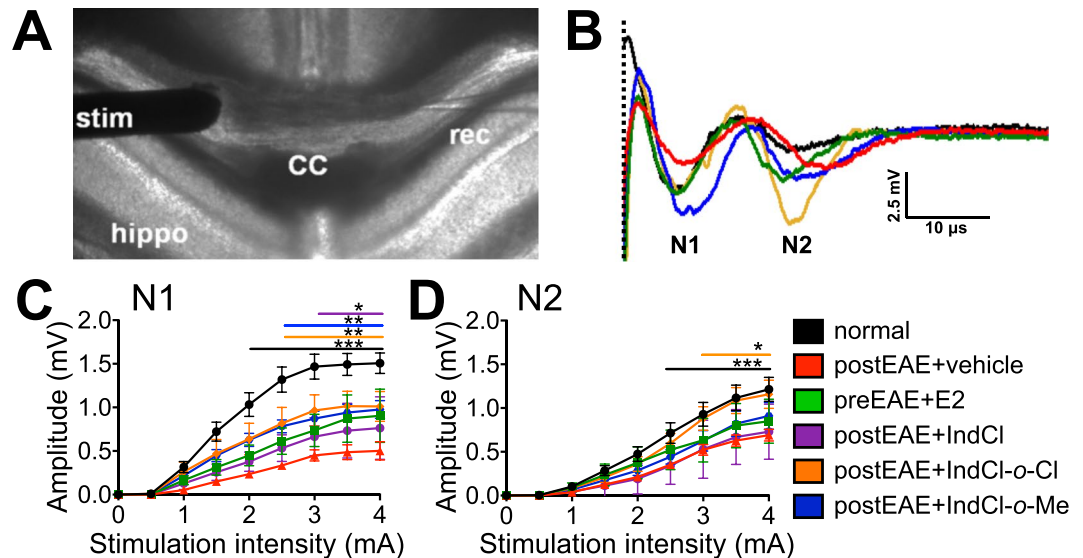 A
stim
CC
rec
hippo
B
N1
N2
2.5 mV
10 µs
C
N1
Amplitude (mV)
2.0
1.5
1.0
0.5
0.0
*
**
**
***
0
1
2
3
4
Stimulation intensity (mA)
D
N2
Amplitude (mV)
2.0
1.5
1.0
0.5
0.0
*
***
0
1
2
3
4
Stimulation intensity (mA)
normal
postEAE+vehicle
preEAE+E2
postEAE+IndCl
postEAE+IndCl-o-Cl
postEAE+IndCl-o-Me